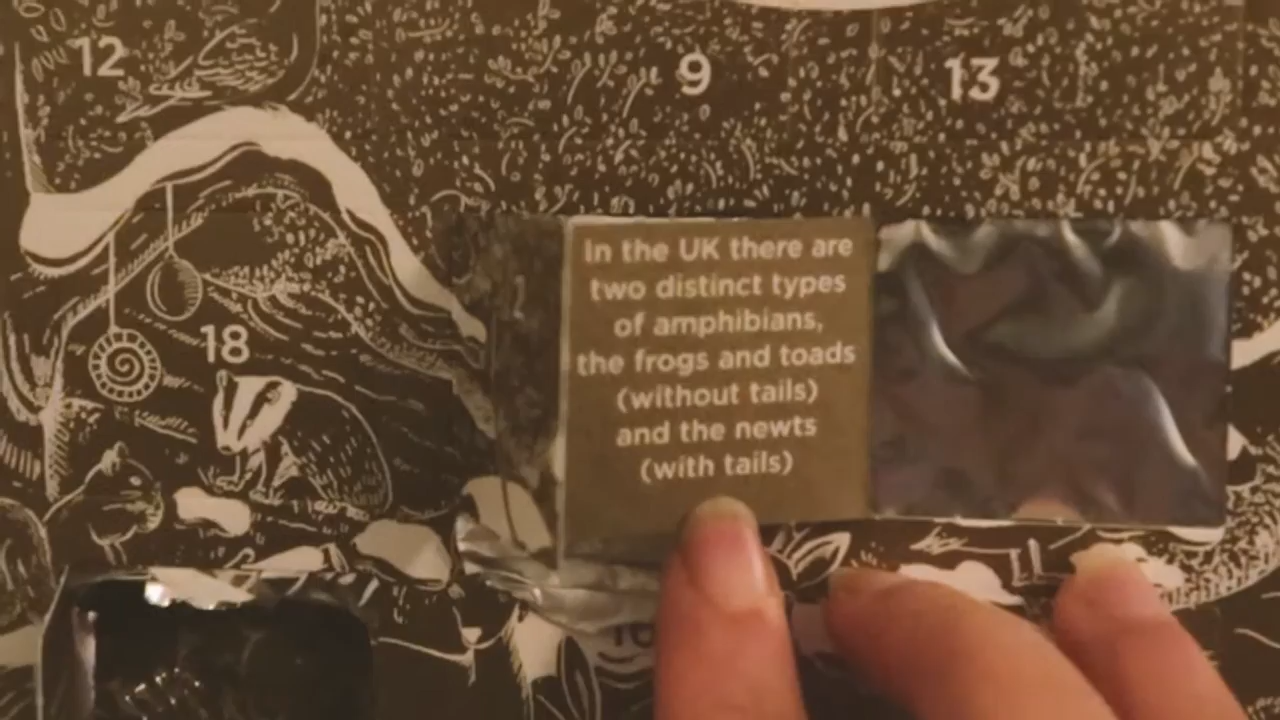 12
9
13
In the UK there are
two distinct types
of amphibians,
the frogs and toads
(without tails)
and the newts
(with tails)
18
16